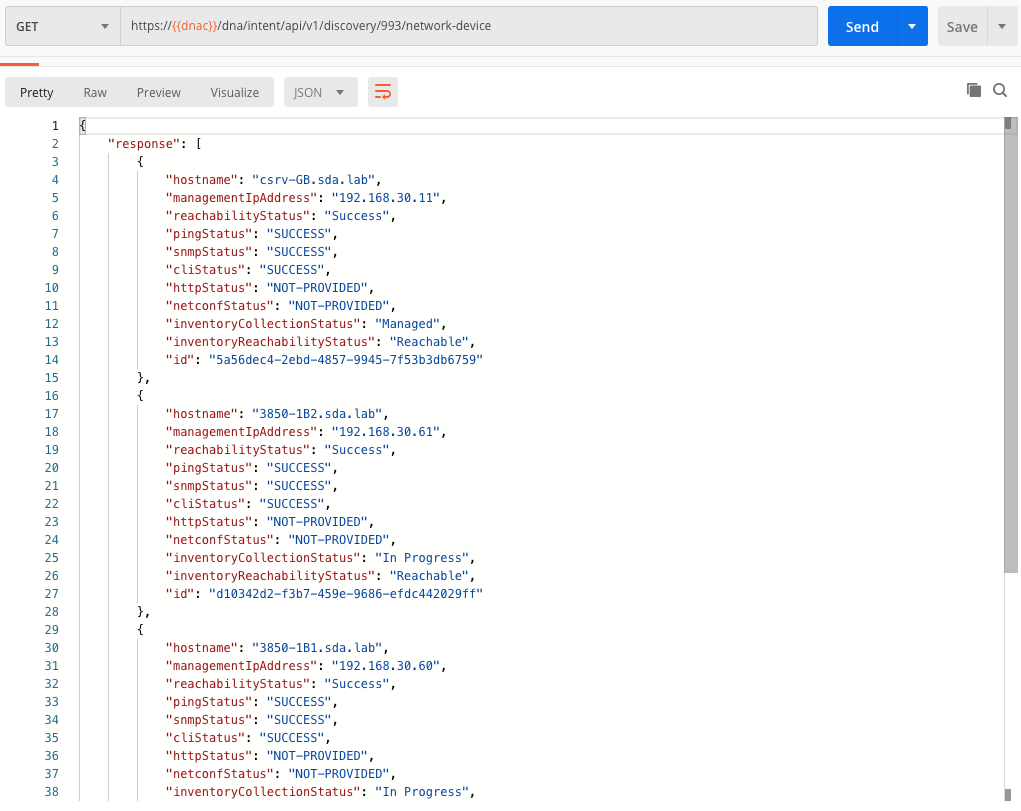 GET https://{{dnac}}/dna/intent/api/v1/discovery/993/network-device Send Save
Pretty Raw Preview Visualize JSON
1 {
2 "response": [
3 {
4 "hostname": "csrv-GB.sda.lab",
5 "managementIpAddress": "192.168.30.11",
6 "reachabilityStatus": "Success",
7 "pingStatus": "SUCCESS",
8 "snmpStatus": "SUCCESS",
9 "cliStatus": "SUCCESS",
10 "httpStatus": "NOT-PROVIDED",
11 "netconfStatus": "NOT-PROVIDED",
12 "inventoryCollectionStatus": "Managed",
13 "inventoryReachabilityStatus": "Reachable",
14 "id": "5a56dec4-2ebd-4857-9945-7f53b3db6759"
15 },
16 {
17 "hostname": "3850-1B2.sda.lab",
18 "managementIpAddress": "192.168.30.61",
19 "reachabilityStatus": "Success",
20 "pingStatus": "SUCCESS",
21 "snmpStatus": "SUCCESS",
22 "cliStatus": "SUCCESS",
23 "httpStatus": "NOT-PROVIDED",
24 "netconfStatus": "NOT-PROVIDED",
25 "inventoryCollectionStatus": "In Progress",
26 "inventoryReachabilityStatus": "Reachable",
27 "id": "d10342d2-f3b7-459e-9686-efdc442029ff"
28 },
29 {
30 "hostname": "3850-1B1.sda.lab",
31 "managementIpAddress": "192.168.30.60",
32 "reachabilityStatus": "Success",
33 "pingStatus": "SUCCESS",
34 "snmpStatus": "SUCCESS",
35 "cliStatus": "SUCCESS",
36 "httpStatus": "NOT-PROVIDED",
37 "netconfStatus": "NOT-PROVIDED",
38 "inventoryCollectionStatus": "In Progress",